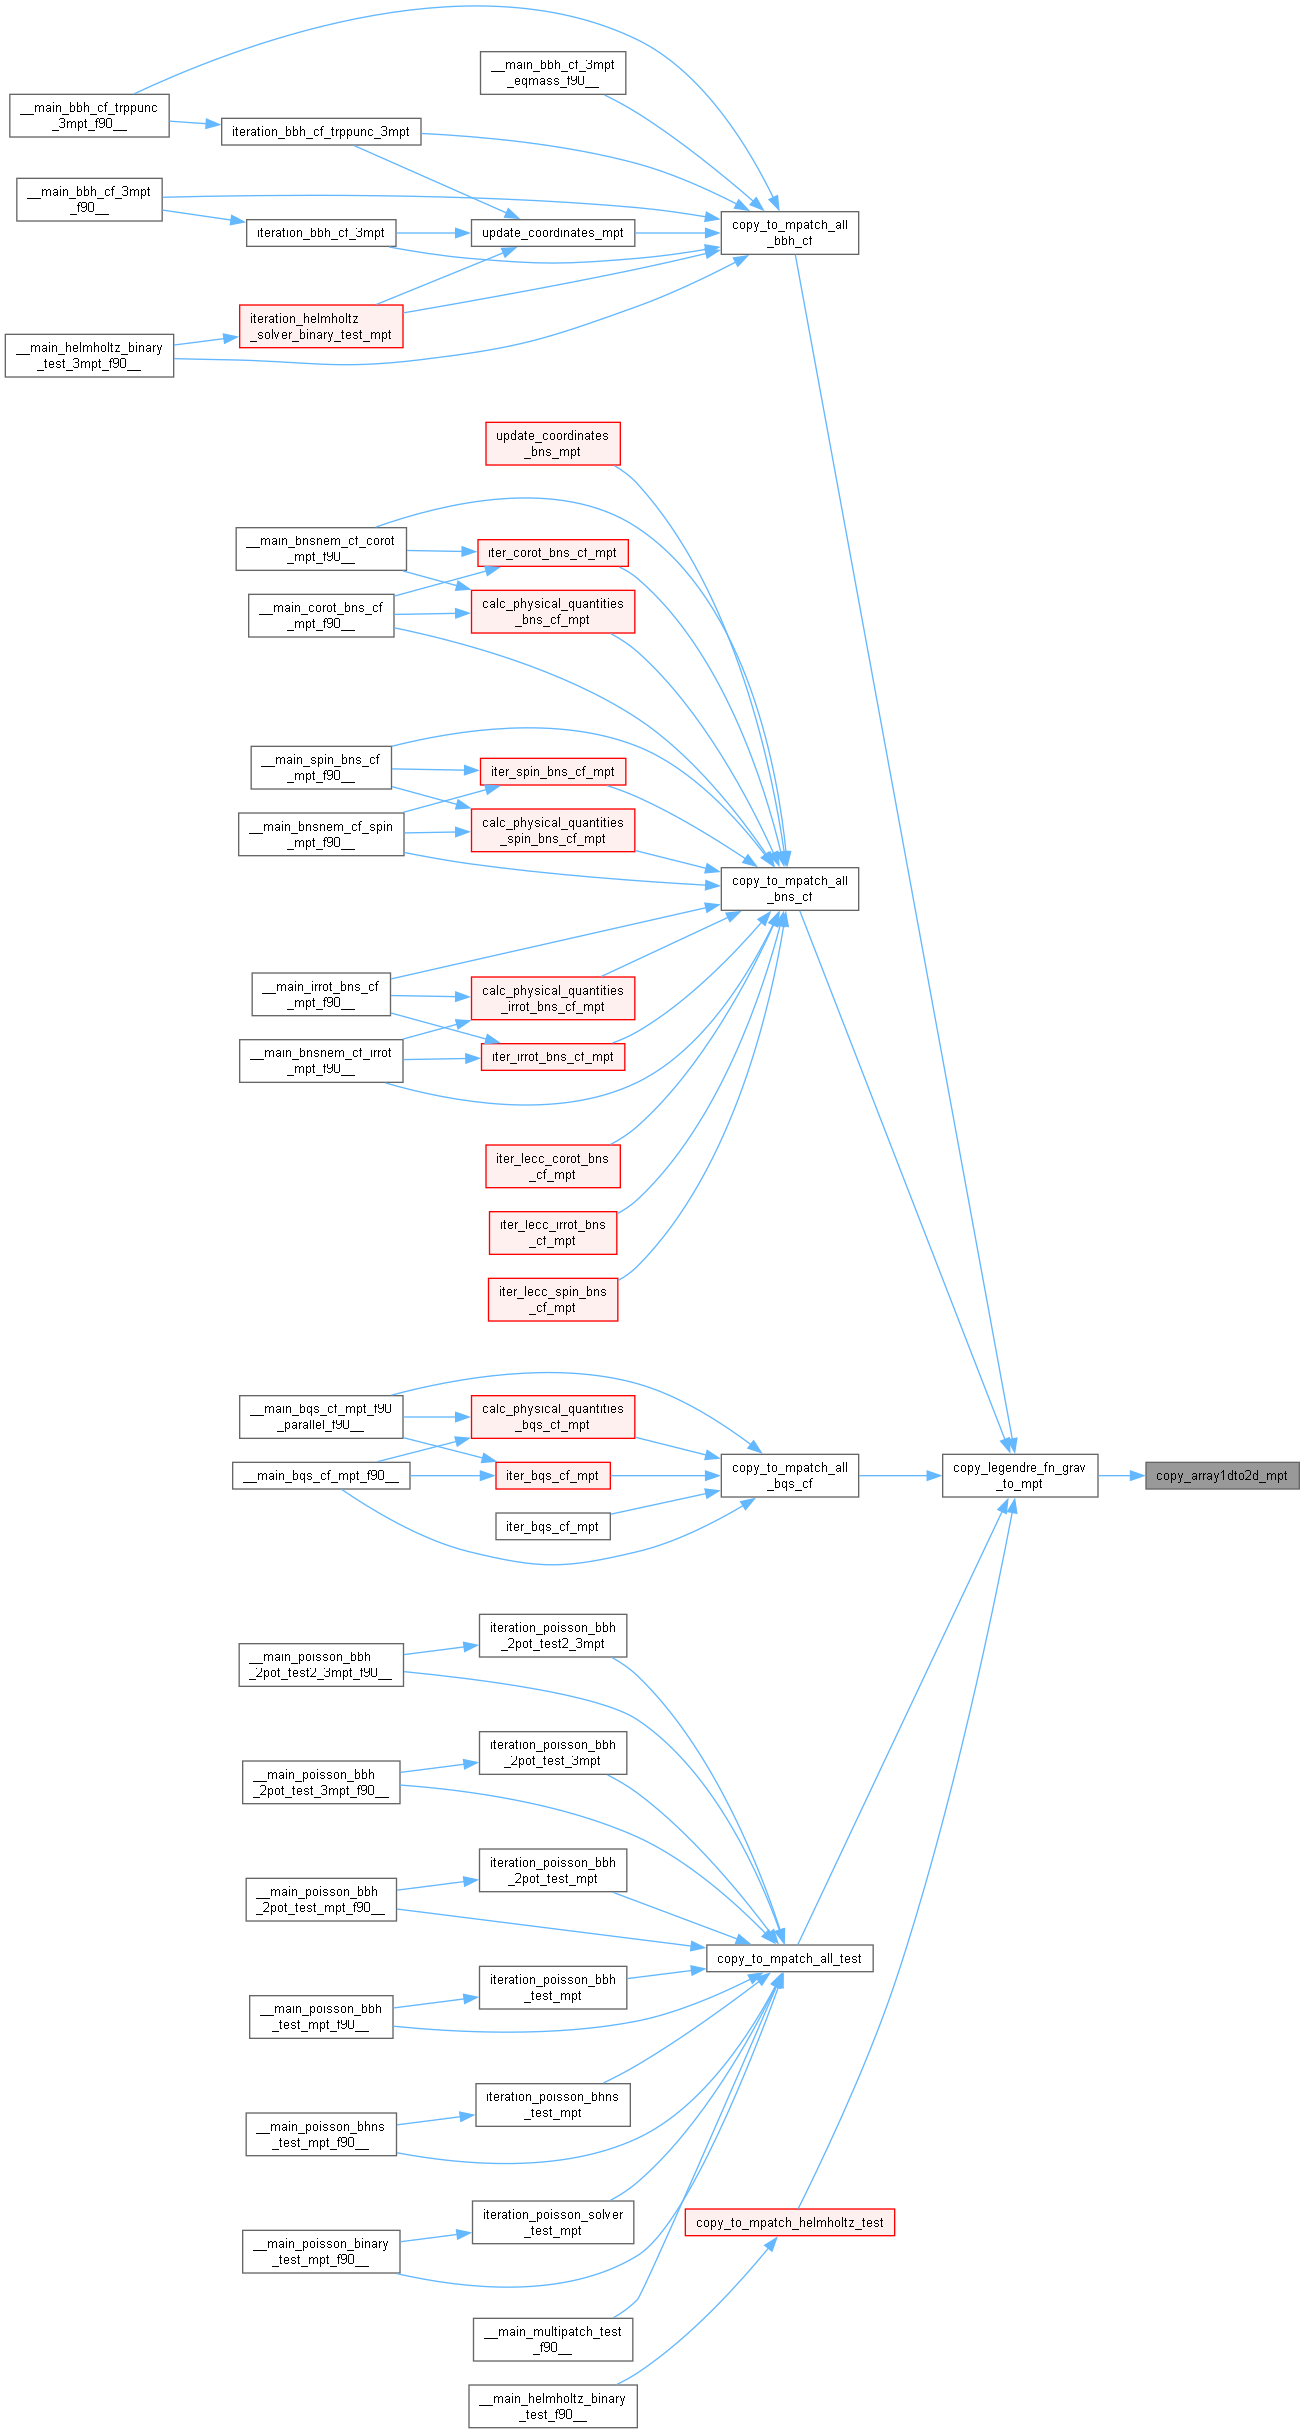 __main_bbh_cf_3mpt
_eqmass_f90__
__main_bbh_cf_trppunc
_3mpt_f90__
iteration_bbh_cf_trppunc_3mpt
__main_bbh_cf_3mpt
_f90__
iteration_bbh_cf_3mpt
update_coordinates_mpt
copy_to_mpatch_all
_bbh_cf
iteration_helmholtz
_solver_binary_test_mpt
__main_helmholtz_binary
_test_3mpt_f90__
update_coordinates
_bns_mpt
__main_bnsnem_cf_corot
_mpt_f90__
iter_corot_bns_cf_mpt
calc_physical_quantities
_bns_cf_mpt
__main_corot_bns_cf
_mpt_f90__
__main_spin_bns_cf
_mpt_f90__
iter_spin_bns_cf_mpt
calc_physical_quantities
_spin_bns_cf_mpt
__main_bnsnem_cf_spin
_mpt_f90__
copy_to_mpatch_all
_bns_cf
__main_irrot_bns_cf
_mpt_f90__
calc_physical_quantities
_irrot_bns_cf_mpt
__main_bnsnem_cf_irrot
_mpt_f90__
iter_irrot_bns_cf_mpt
iter_lecc_corot_bns
_cf_mpt
iter_lecc_irrot_bns
_cf_mpt
iter_lecc_spin_bns
_cf_mpt
__main_bqs_cf_mpt_f90
_parallel_f90__
calc_physical_quantities
_bqs_cf_mpt
__main_bqs_cf_mpt_f90__
iter_bqs_cf_mpt
iter_bqs_cf_mpt
copy_to_mpatch_all
_bqs_cf
copy_legendre_fn_grav
_to_mpt
copy_array1dto2d_mpt
iteration_poisson_bbh
_2pot_test2_3mpt
__main_poisson_bbh
_2pot_test2_3mpt_f90__
iteration_poisson_bbh
_2pot_test_3mpt
__main_poisson_bbh
_2pot_test_3mpt_f90__
iteration_poisson_bbh
_2pot_test_mpt
__main_poisson_bbh
_2pot_test_mpt_f90__
copy_to_mpatch_all_test
iteration_poisson_bbh
_test_mpt
__main_poisson_bbh
_test_mpt_f90__
iteration_poisson_bhns
_test_mpt
__main_poisson_bhns
_test_mpt_f90__
iteration_poisson_solver
_test_mpt
__main_poisson_binary
_test_mpt_f90__
copy_to_mpatch_helmholtz_test
__main_multipatch_test
_f90__
__main_helmholtz_binary
_test_f90__